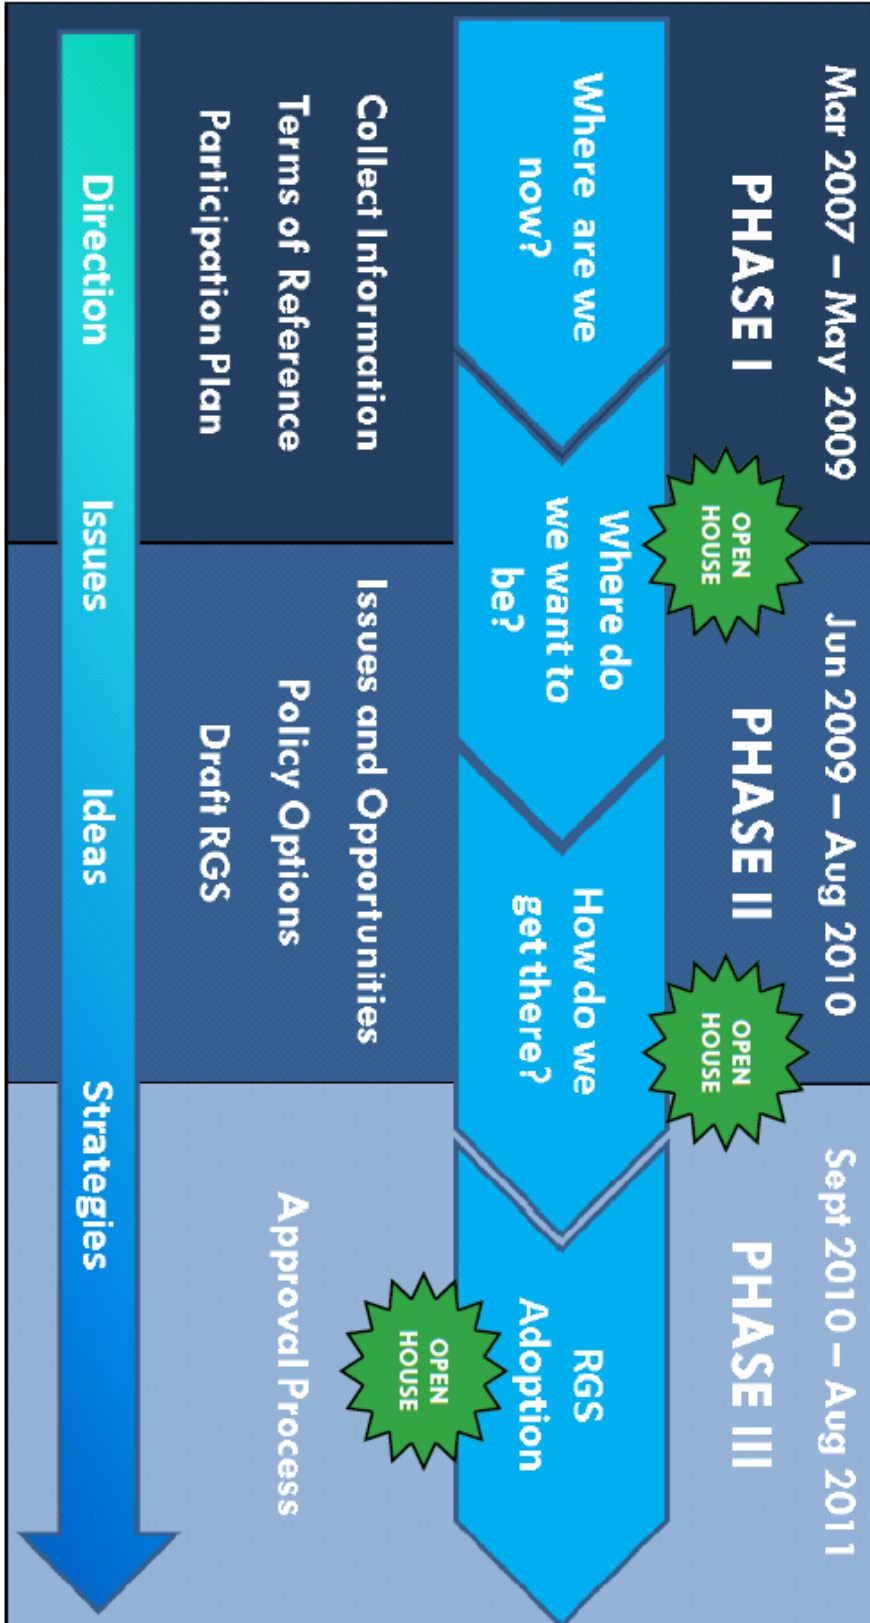 Mar 2007 – May 2009
PHASE I
Jun 2009 – Aug 2010
PHASE II
Sept 2010 – Aug 2011
PHASE III
OPEN
HOUSE
OPEN
HOUSE
Where are we
now?
Where do
we want to
be?
How do we
get there?
RGS
Adoption
OPEN
HOUSE
Collect Information
Terms of Reference
Participation Plan
Issues and Opportunities
Policy Options
Draft RGS
Approval Process
Direction
Issues
Ideas
Strategies